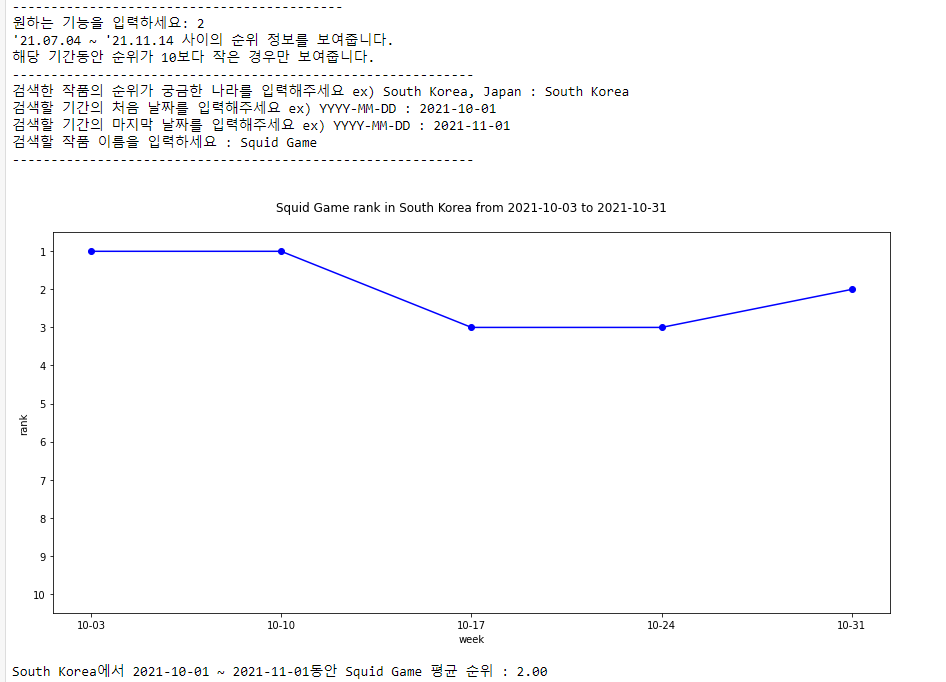 -------------------------------------------
원하는 기능을 입력하세요: 2
'21.07.04 ~ '21.11.14 사이의 순위 정보를 보여줍니다.
해당 기간동안 순위가 10보다 작은 경우만 보여줍니다.
------------------------------------------------------------
검색한 작품의 순위가 궁금한 나라를 입력해주세요 ex) South Korea, Japan : South Korea
검색할 기간의 처음 날짜를 입력해주세요 ex) YYYY-MM-DD : 2021-10-01
검색할 기간의 마지막 날짜를 입력해주세요 ex) YYYY-MM-DD : 2021-11-01
검색할 작품 이름을 입력하세요 : Squid Game
------------------------------------------------------------
Squid Game rank in South Korea from 2021-10-03 to 2021-10-31
1
2
3
4
5
rank
6
7
8
9
10
10-03 10-10 10-17 10-24 10-31
week
South Korea에서 2021-10-01 ~ 2021-11-01동안 Squid Game 평균 순위 : 2.00